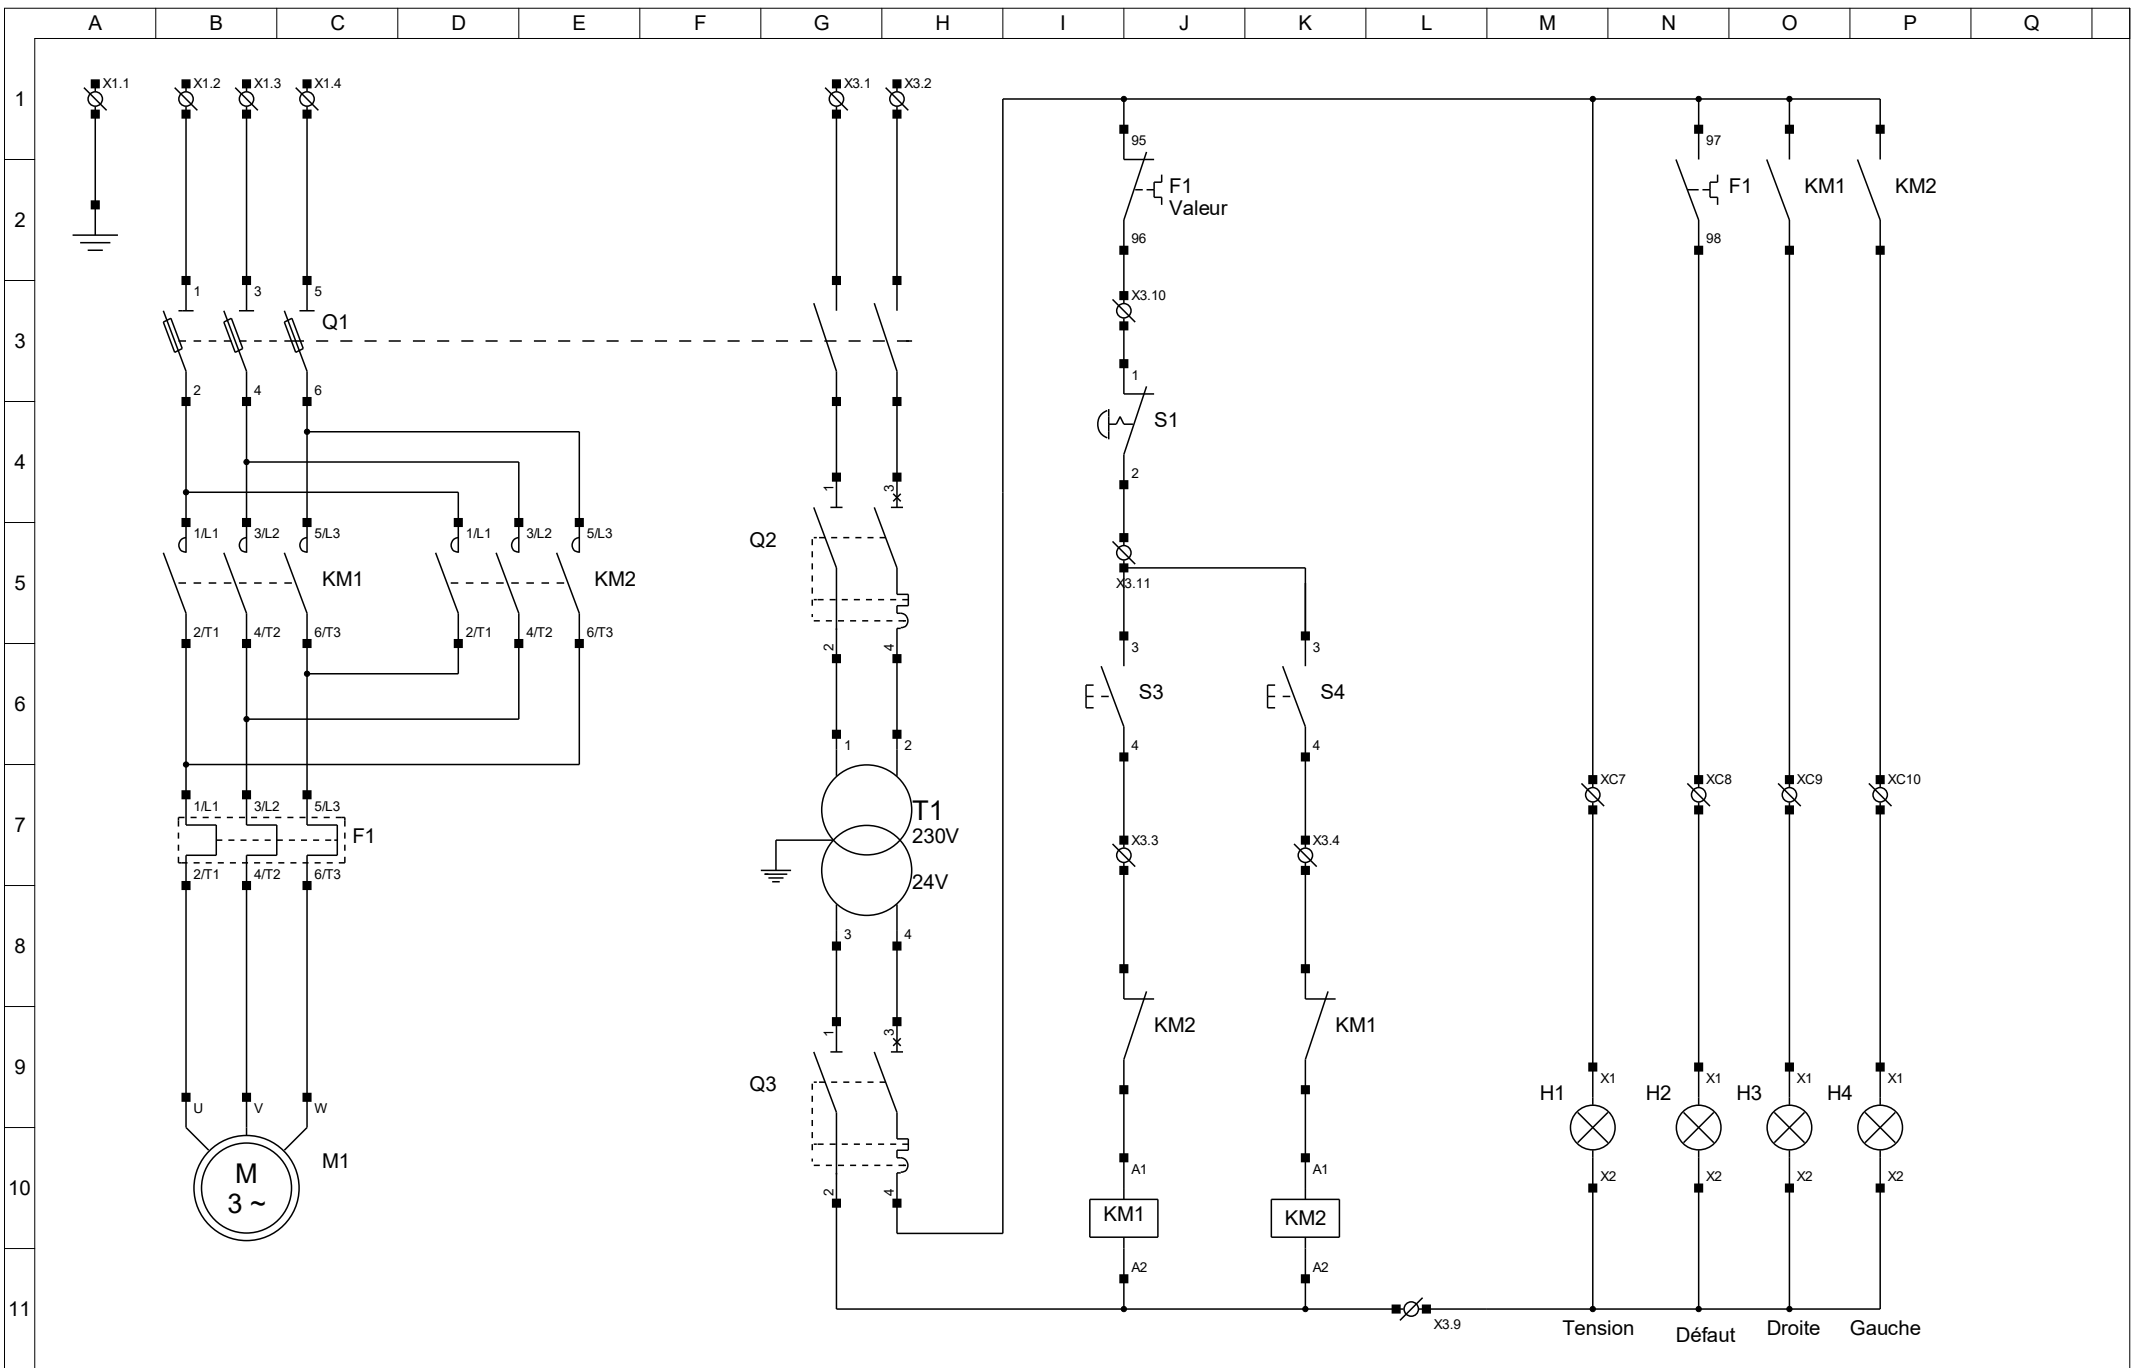 A B C D E F G H I J K L M N O P Q
1
X1.1 X1.2 X1.3 X1.4 X3.1 X3.2
95 97
F1 F1 KM1 KM2
Valeur
2
96 98
1 3 5 X3.10
Q1
3
1
2 4 6
S1
4
2
1 3
1/L1 3/L2 5/L3 1/L1 3/L2 5/L3
Q2
KM1 KM2
5
X3.11
2/T1 4/T2 6/T3 2/T1 4/T2 6/T3
2 4 3 3
S3 S4
6
1 2 4 4
XC7 XC8 XC9 XC10
1/L1 3/L2 5/L3
T1
7
F1 230V X3.3 X3.4
2/T1 4/T2 6/T3
24V
3 4
8
KM2 KM1
1 3
9
Q3
X1 X1 X1 X1
H1 H2 H3 H4
U V W
M1
M
3 ~
A1 A1 X2 X2 X2 X2
10
2 4
KM1 KM2
A2 A2
11
X3.9
Tension Défaut Droite Gauche